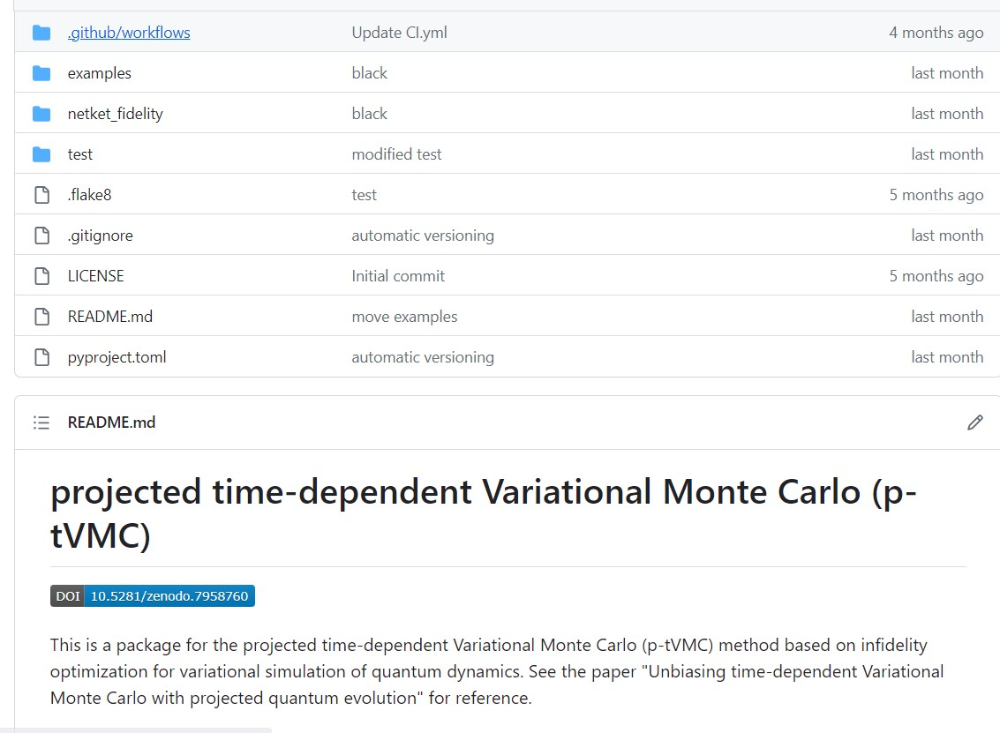 .github/workflows Update CI.yml 4 months ago
examples black last month
netket_fidelity black last month
test modified test last month
.flake8 test 5 months ago
.gitignore automatic versioning last month
LICENSE Initial commit 5 months ago
README.md move examples last month
pyproject.toml automatic versioning last month
README.md
projected time-dependent Variational Monte Carlo (p-
tVMC)
DOI 10.5281/zenodo.7958760
This is a package for the projected time-dependent Variational Monte Carlo (p-tVMC) method based on infidelity
optimization for variational simulation of quantum dynamics. See the paper "Unbiasing time-dependent Variational
Monte Carlo with projected quantum evolution" for reference.